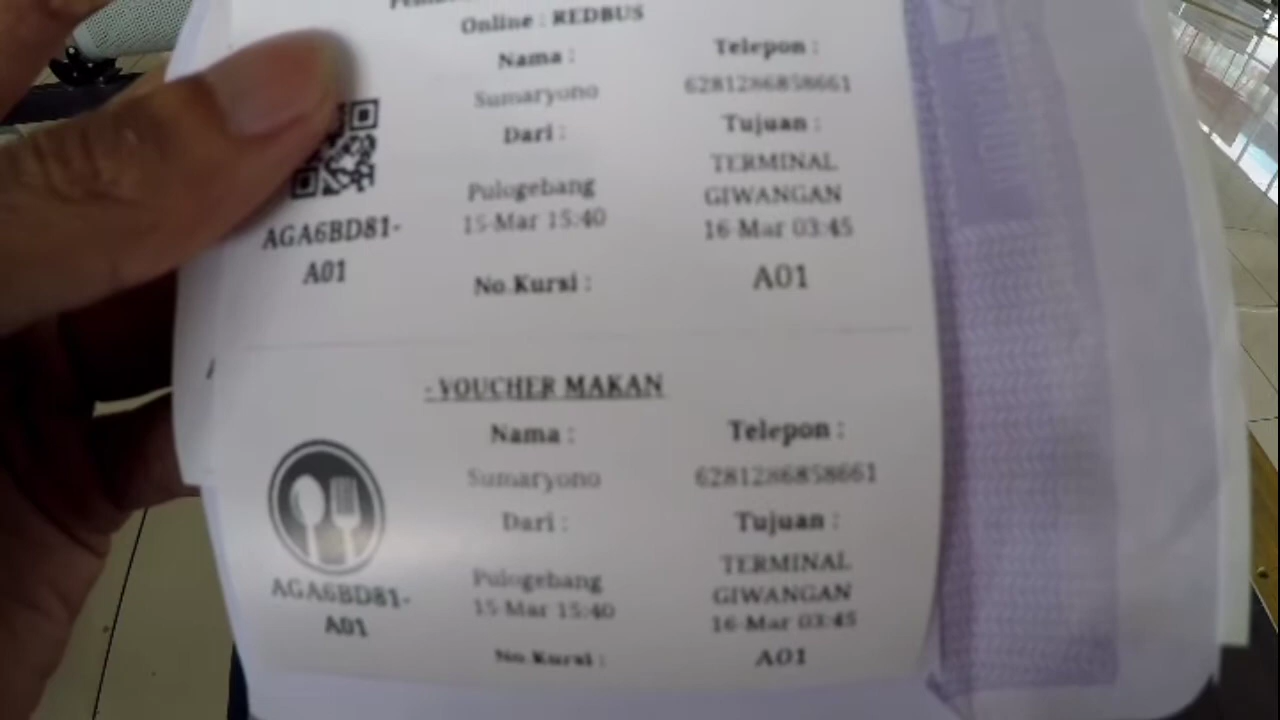 Online : REDBUS
Nama :
Telepon :
Sumaryono
6281286858661
Dari :
Tujuan :
Pulogebang
TERMINAL
GIWANGAN
15-Mar 15:40
16-Mar 03:45
AGA6BD81-
A01
No.Kursi :
A01
- VOUCHER MAKAN
Nama :
Telepon :
Sumaryono
6281286858661
Dari :
Tujuan :
Pulogebang
TERMINAL
GIWANGAN
15-Mar 15:40
16-Mar 03:45
AGA6BD81-
A01
No.Kursi :
A01